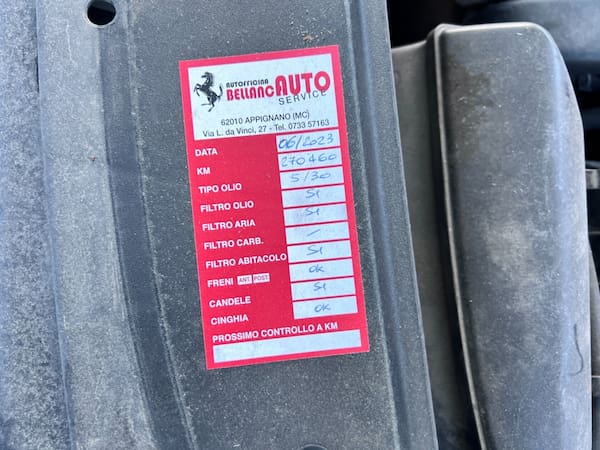 AUTOFFICINA
BELLANCAUTO
SERVICE
62010 APPIGNANO (MC)
Via L. da Vinci, 27 - Tel. 0733 57163
DATA 06/2023
KM 270460
TIPO OLIO 5/30
FILTRO OLIO SI
FILTRO ARIA SI
FILTRO CARB. /
FILTRO ABITACOLO SI
FRENI ANT. POST. OK
CANDELE SI
CINGHIA OK
PROSSIMO CONTROLLO A KM